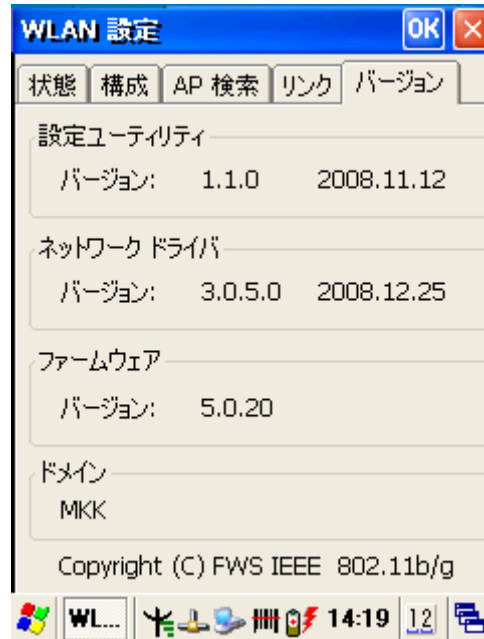 WLAN 設定 OK
状態 構成 AP 検索 リンク バージョン
設定ユーティリティ
バージョン: 1.1.0 2008.11.12
ネットワーク ドライバ
バージョン: 3.0.5.0 2008.12.25
ファームウェア
バージョン: 5.0.20
ドメイン
MKK
Copyright (C) FWS IEEE 802.11b/g
WL... 14:19 12